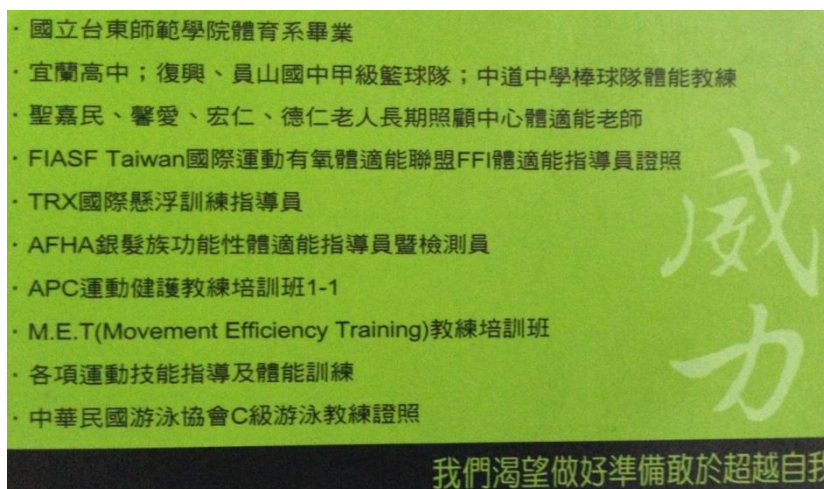 ·國立台東師範學院體育系畢業
·宜蘭高中；復興、員山國中甲級籃球隊；中道中學棒球隊體能教練
·聖嘉民、馨愛、宏仁、德仁老人長期照顧中心體適能老師
·FIASF Taiwan國際運動有氧體適能聯盟FFI體適能指導員證照
·TRX國際懸浮訓練指導員
·AFHA銀髮族功能性體適能指導員暨檢測員
·APC運動健護教練培訓班1-1
·M.E.T(Movement Efficiency Training)教練培訓班
·各項運動技能指導及體能訓練
·中華民國游泳協會C級游泳教練證照
威力
我們渴望做好準備敢於超越自我